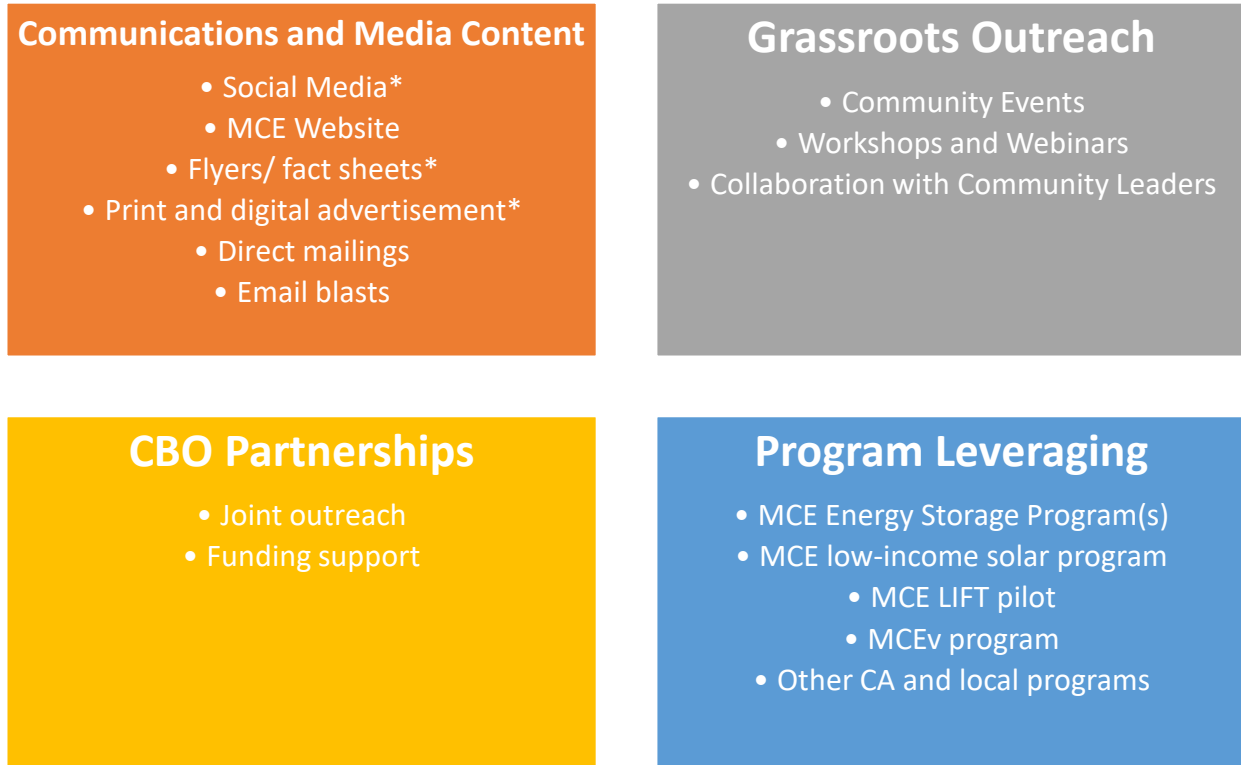 Communications and Media Content
• Social Media*
• MCE Website
• Flyers/ fact sheets*
• Print and digital advertisement*
• Direct mailings
• Email blasts
Grassroots Outreach
• Community Events
• Workshops and Webinars
• Collaboration with Community Leaders
CBO Partnerships
• Joint outreach
• Funding support
Program Leveraging
• MCE Energy Storage Program(s)
• MCE low-income solar program
• MCE LIFT pilot
• MCEv program
• Other CA and local programs